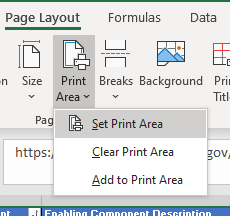 Page Layout Formulas Data
Size Print Area Breaks Background Print
Set Print Area
Clear Print Area
https: gov/
Add to Print Area
Enabling Component Description